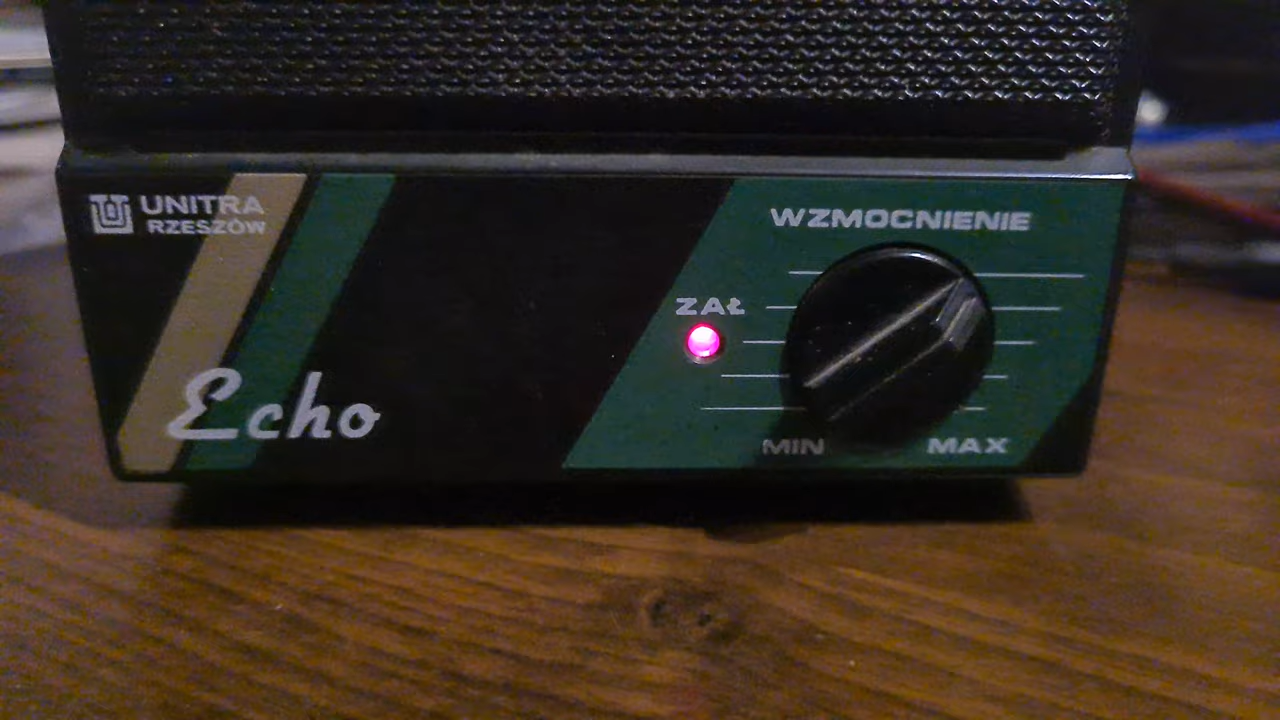 UNITRA
RZESZÓW
WZMOCNIENIE
ZAŁ
Echo
MIN MAX